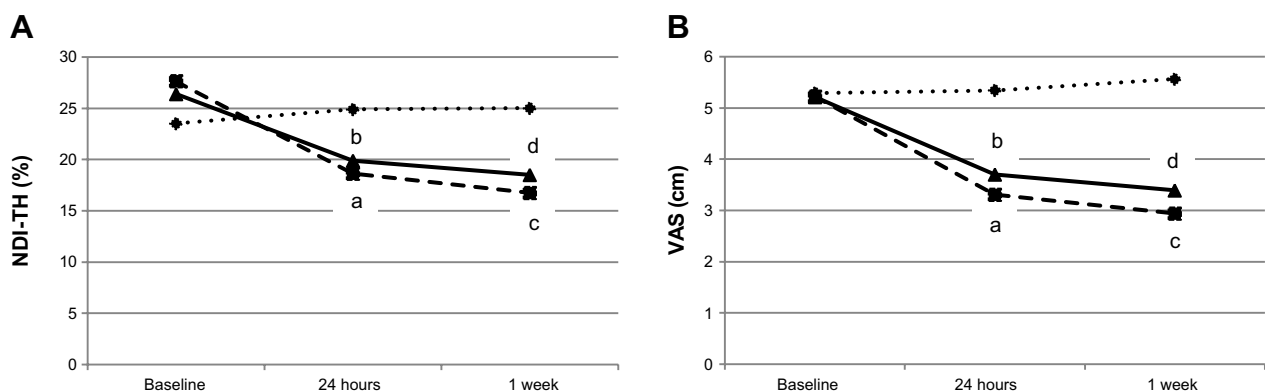 A
NDI-TH (%)
30
25
20
15
10
5
0
b
d
a
c
Baseline 24 hours 1 week
B
VAS (cm)
6
5
4
3
2
1
0
b
d
a
c
Baseline 24 hours 1 week